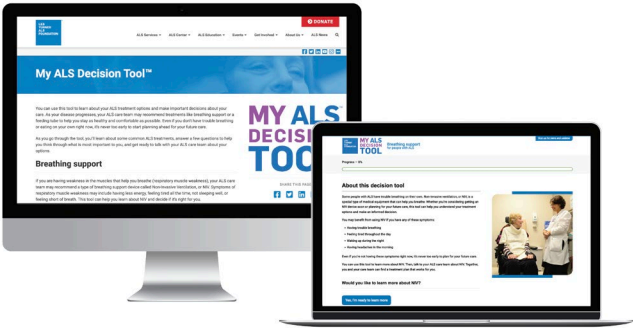 LES
TURNER
ALS
FOUNDATION
DONATE
ALS Services
ALS Center
ALS Education
Events
Get Involved
About Us
ALS News
My ALS Decision Tool™
You can use this tool to learn about your ALS treatment options and make important decisions about your
care. As your disease progresses, your ALS care team may recommend treatments like breathing support or a
feeding tube to help you stay as healthy and comfortable as possible. Even if you don't have trouble breathing
or eating on your own right now, it's never too early to start planning ahead for your future care.
As you go through the tool, you'll learn about some common ALS treatments, answer a few questions to help
you think through what is most important to you, and get ready to talk with your ALS care team about your
options.
Breathing support
If you are having weakness in the muscles that help you breathe (respiratory muscle weakness), your ALS care
team may recommend a type of breathing support device called Noninvasive Ventilation, or NIV. Symptoms of
respiratory muscle weakness may include having less energy, feeling tired all the time, not sleeping well, or
feeling short of breath. This tool can help you learn about NIV and decide if it's right for you.
MY ALS
DECISION
TOOL
SHARE THIS PAGE
MY ALS
DECISION
TOOL
Breathing support
for people with ALS
Progress - 0%
About this decision tool
Some people with ALS have trouble breathing on their own. Non-invasive ventilation, or NIV is a
special type of medical equipment that can help you breathe. Whether you're considering getting an
NIV device soon or planning for your future care, this tool can help you understand your treatment
options and make an informed decision.
You may benefit from using NIV if you have any of these symptoms:
Having trouble breathing
Feeling tired throughout the day
Waking up during the night
Having headaches in the morning
Even if you're not having these symptoms right now, it's never too early to plan for your future care.
You can use this tool to learn more about NIV. Then, talk to your ALS care team about NIV. Together,
you and your care team can find a treatment plan that works for you.
Would you like to learn more about NIV?
Yes, I'm ready to learn more